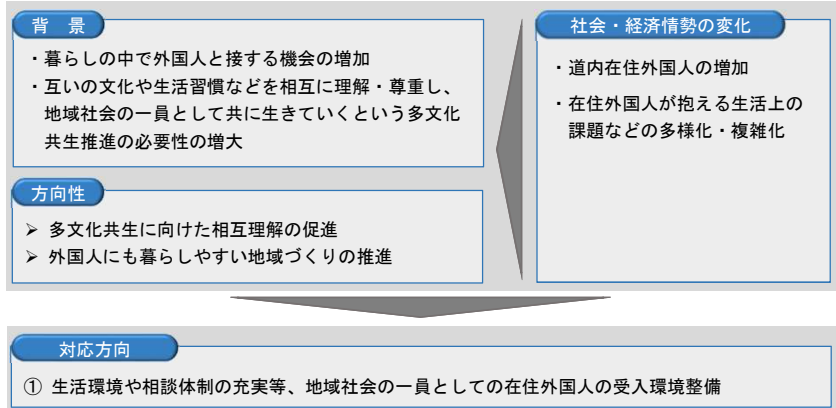 背 景
・暮らしの中で外国人と接する機会の増加
・互いの文化や生活習慣などを相互に理解・尊重し、
地域社会の一員として共に生きていくという多文化
共生推進の必要性の増大
方向性
➢ 多文化共生に向けた相互理解の促進
➢ 外国人にも暮らしやすい地域づくりの推進
社会・経済情勢の変化
・道内在住外国人の増加
・在住外国人が抱える生活上の
課題などの多様化・複雑化
対応方向
① 生活環境や相談体制の充実等、地域社会の一員としての在住外国人の受入環境整備